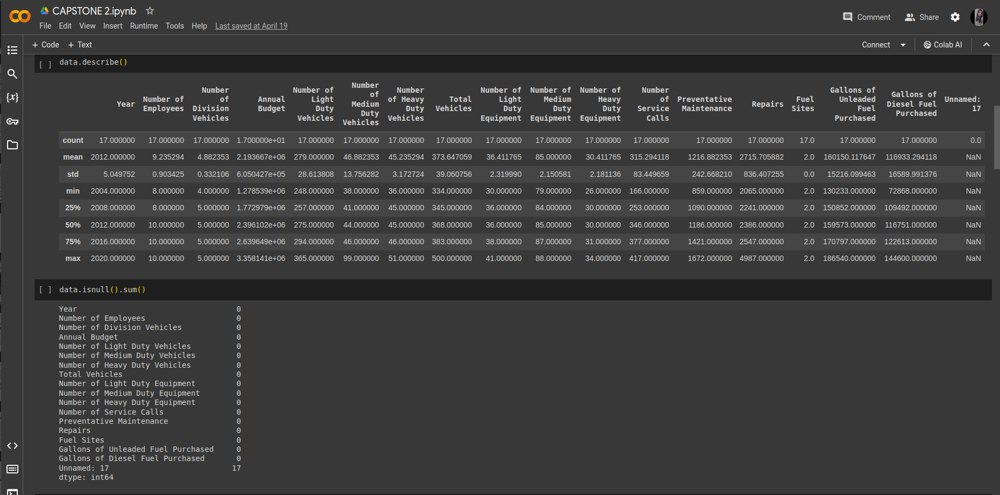 CAPSTONE 2.ipynb
File Edit View Insert Runtime Tools Help Last saved at April 19
Comment Share
+ Code + Text
Connect Colab AI
[ ] data.describe()
Year Number of Employees Number of Division Vehicles Annual Budget Number of Light Duty Vehicles Number of Medium Duty Vehicles Number of Heavy Duty Vehicles Total Vehicles Number of Light Duty Equipment Number of Medium Duty Equipment Number of Heavy Duty Equipment Number of Service Calls Preventative Maintenance Repairs Fuel Sites Gallons of Unleaded Fuel Purchased Gallons of Diesel Fuel Purchased Unnamed: 17
count 17.000000 17.000000 17.000000 1.700000e+01 17.000000 17.000000 17.000000 17.000000 17.000000 17.000000 17.000000 17.000000 17.000000 17.000000 17.0 17.000000 17.000000 0.0
mean 2012.000000 9.235294 4.882353 2.193667e+06 279.000000 46.882353 45.235294 373.647059 36.411765 85.000000 30.411765 315.294118 1216.882353 2715.705882 2.0 160150.117647 116933.294118 NaN
std 5.049752 0.903425 0.332106 6.050427e+05 28.613808 13.756282 3.172724 39.060756 2.319990 2.150581 2.181136 83.449659 242.668210 836.407255 0.0 15216.099463 16589.991376 NaN
min 2004.000000 8.000000 4.000000 1.278539e+06 248.000000 38.000000 36.000000 334.000000 30.000000 79.000000 26.000000 166.000000 859.000000 2065.000000 2.0 130233.000000 72868.000000 NaN
25% 2008.000000 8.000000 5.000000 1.772979e+06 257.000000 41.000000 45.000000 345.000000 36.000000 84.000000 30.000000 253.000000 1090.000000 2241.000000 2.0 150852.000000 109492.000000 NaN
50% 2012.000000 10.000000 5.000000 2.396102e+06 275.000000 44.000000 45.000000 368.000000 36.000000 85.000000 30.000000 346.000000 1186.000000 2386.000000 2.0 159573.000000 116751.000000 NaN
75% 2016.000000 10.000000 5.000000 2.639649e+06 294.000000 46.000000 46.000000 383.000000 38.000000 87.000000 31.000000 377.000000 1421.000000 2547.000000 2.0 170797.000000 122613.000000 NaN
max 2020.000000 10.000000 5.000000 3.358141e+06 365.000000 99.000000 51.000000 500.000000 41.000000 88.000000 34.000000 417.000000 1672.000000 4987.000000 2.0 186540.000000 144600.000000 NaN
[ ] data.isnull().sum()
Year 0
Number of Employees 0
Number of Division Vehicles 0
Annual Budget 0
Number of Light Duty Vehicles 0
Number of Medium Duty Vehicles 0
Number of Heavy Duty Vehicles 0
Total Vehicles 0
Number of Light Duty Equipment 0
Number of Medium Duty Equipment 0
Number of Heavy Duty Equipment 0
Number of Service Calls 0
Preventative Maintenance 0
Repairs 0
Fuel Sites 0
Gallons of Unleaded Fuel Purchased 0
Gallons of Diesel Fuel Purchased 0
Unnamed: 17 17
dtype: int64